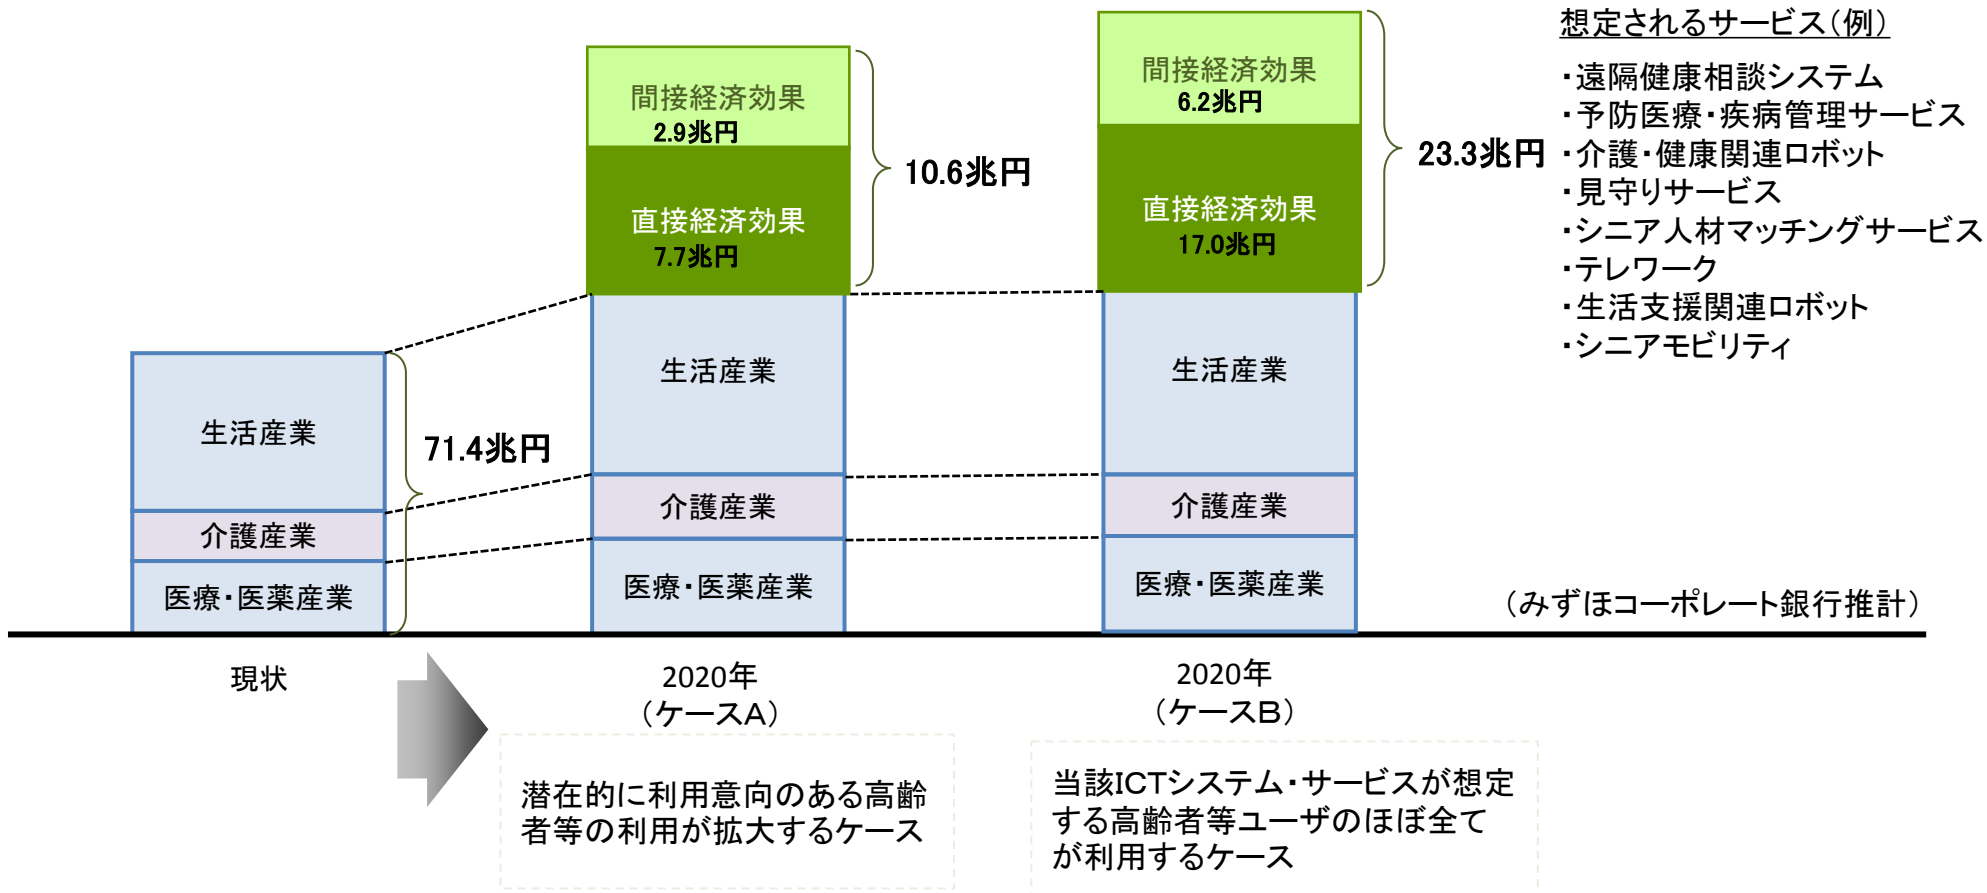 間接経済効果
2.9兆円
直接経済効果
7.7兆円
10.6兆円
間接経済効果
6.2兆円
直接経済効果
17.0兆円
23.3兆円
想定されるサービス（例）
・遠隔健康相談システム
・予防医療・疾病管理サービス
・介護・健康関連ロボット
・見守りサービス
・シニア人材マッチングサービス
・テレワーク
・生活支援関連ロボット
・シニアモビリティ
生活産業
介護産業
医療・医薬産業
71.4兆円
生活産業
介護産業
医療・医薬産業
生活産業
介護産業
医療・医薬産業
（みずほコーポレート銀行推計）
現状
2020年
（ケースA）
2020年
（ケースB）
潜在的に利用意向のある高齢
者等の利用が拡大するケース
当該ICTシステム・サービスが想定
する高齢者等ユーザのほぼ全て
が利用するケース